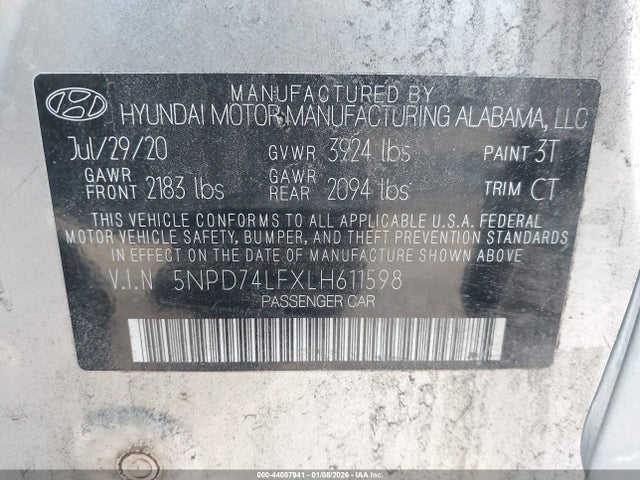 MANUFACTURED BY
HYUNDAI MOTOR MANUFACTURING ALABAMA, LLC
Jul/29/20 GVWR 3924 lbs PAINT 3T
GAWR FRONT 2183 lbs GAWR REAR 2094 lbs TRIM CT
THIS VEHICLE CONFORMS TO ALL APPLICABLE U.S.A. FEDERAL
MOTOR VEHICLE SAFETY, BUMPER, AND THEFT PREVENTION
STANDARDS IN EFFECT ON THE DATE OF MANUFACTURE SHOWN ABOVE.
V.I.N 5NPD74LFXLH611598
PASSENGER CAR
000-44087941 - 01/08/2026 - IAAI.COM